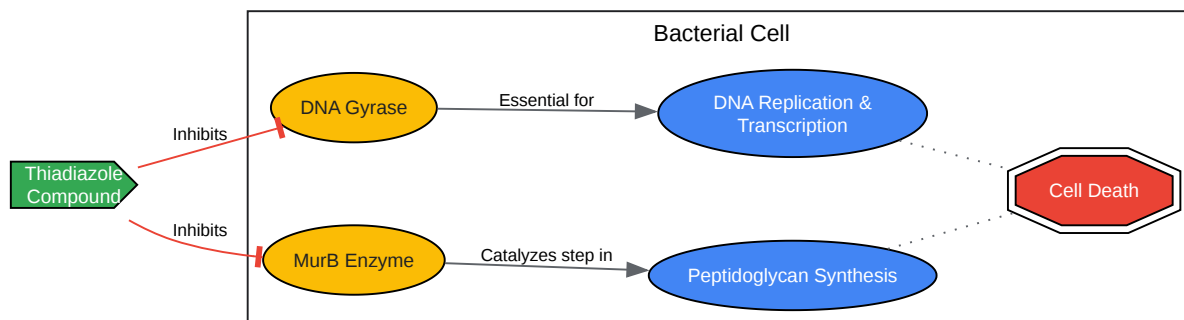 Bacterial Cell
DNA Gyrase
Essential for
DNA Replication &
Transcription
Inhibits
Thiadiazole
Compound
Cell Death
Inhibits
MurB Enzyme
Catalyzes step in
Peptidoglycan Synthesis